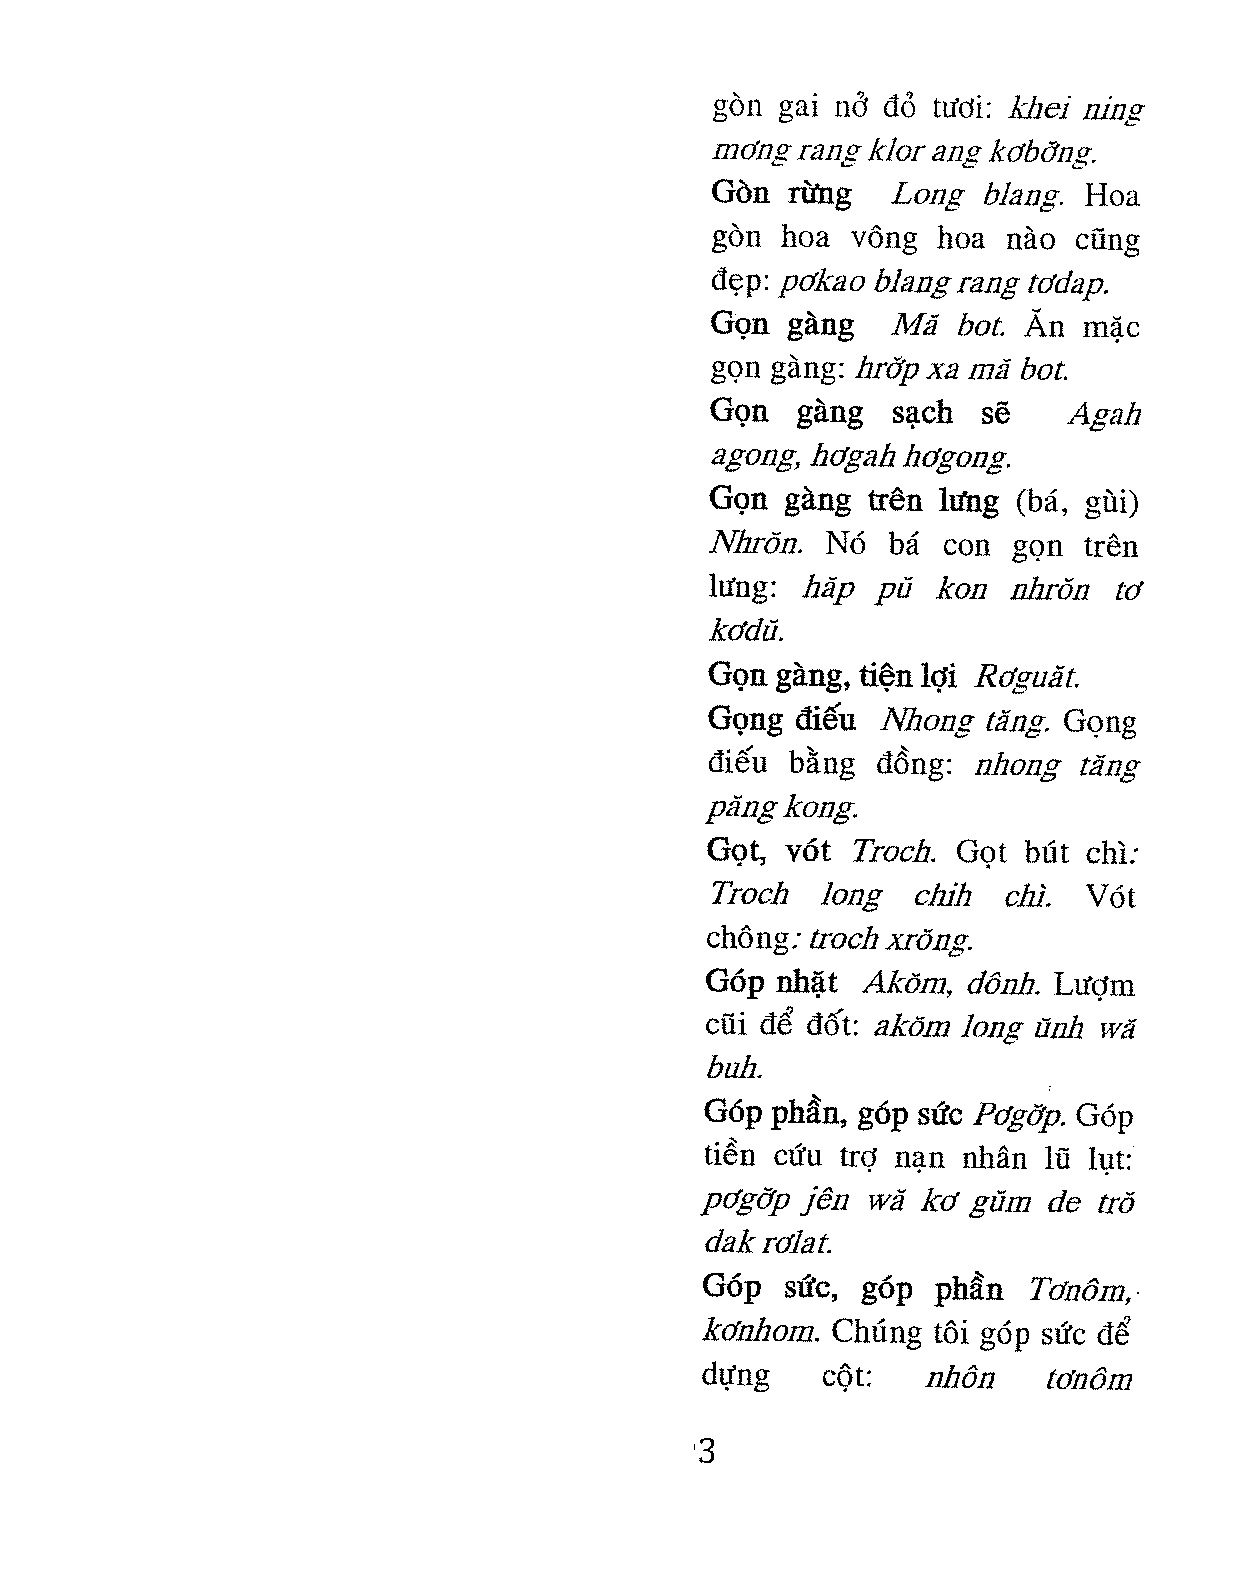 gòn gai nở đỏ tươi: khei ning
mơng rang klor ang kơbơ̆ng.
Gòn rừng Long blang. Hoa
gòn hoa vông hoa nào cũng
đẹp: pơkao blang rang tơdap.
Gọn gàng Mă bot. Ăn mặc
gọn gàng: hrơ̆p xa mă bot.
Gọn gàng sạch sẽ Agah
agong, hơgah hơgong.
Gọn gàng trên lưng (bá, gùi)
Nhrŏn. Nó bá con gọn trên
lưng: hăp pŭ kon nhrŏn tơ
kơdŭ.
Gọn gàng, tiện lợi Rơguăt.
Gọng điếu Nhong tăng. Gọng
điếu bằng đồng: nhong tăng
păng kong.
Gọt, vót Troch. Gọt bút chì:
Troch long chih chì. Vót
chông: troch xrŏng.
Góp nhặt Akŏm, dônh. Lượm
cũi để đốt: akŏm long ŭnh wă
buh.
Góp phần, góp sức Pơgơ̆p. Góp
tiền cứu trợ nạn nhân lũ lụt:
pơgơ̆p jên wă kơ gŭm de trŏ
dak rơlat.
Góp sức, góp phần Tơnôm,
kơnhom. Chúng tôi góp sức để
dựng cột: nhôn tơnôm
3